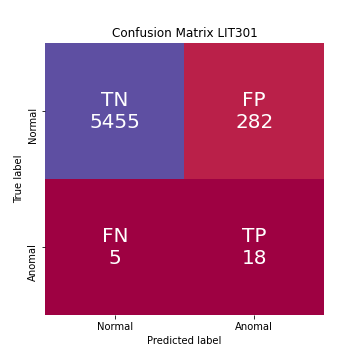 Confusion Matrix LIT301
True label
Normal
TN
5455
FP
282
Anomal
FN
5
TP
18
Normal
Anomal
Predicted label